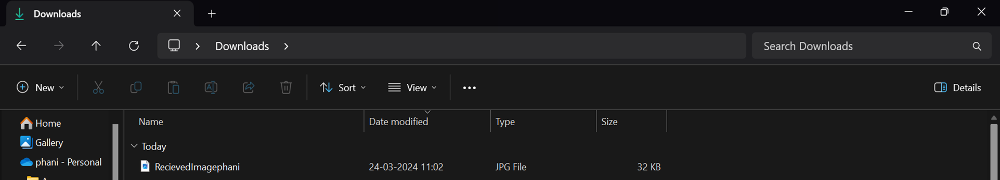 Downloads
Downloads
Search Downloads
New
Sort
View
Details
Home
Gallery
phani - Personal
Name Date modified Type Size
Today
RecievedImagephani 24-03-2024 11:02 JPG File 32 KB